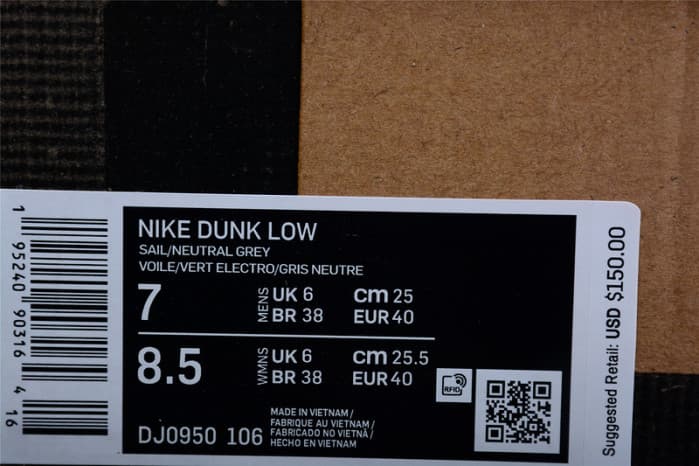 NIKE DUNK LOW
SAIL/NEUTRAL GREY
VOILE/VERT ELECTRO/GRIS NEUTRE
7 MENS UK 6 cm 25
BR 38 EUR 40
8.5 WMNS UK 6 cm 25.5
BR 38 EUR 40
RFID
DJ0950 106
MADE IN VIETNAM /
FABRIQUE AU VIETNAM /
FABRICADO NO VIETNÃ /
HECHO EN VIETNAM
1 95240 90316 4 16
Suggested Retail: USD $150.00